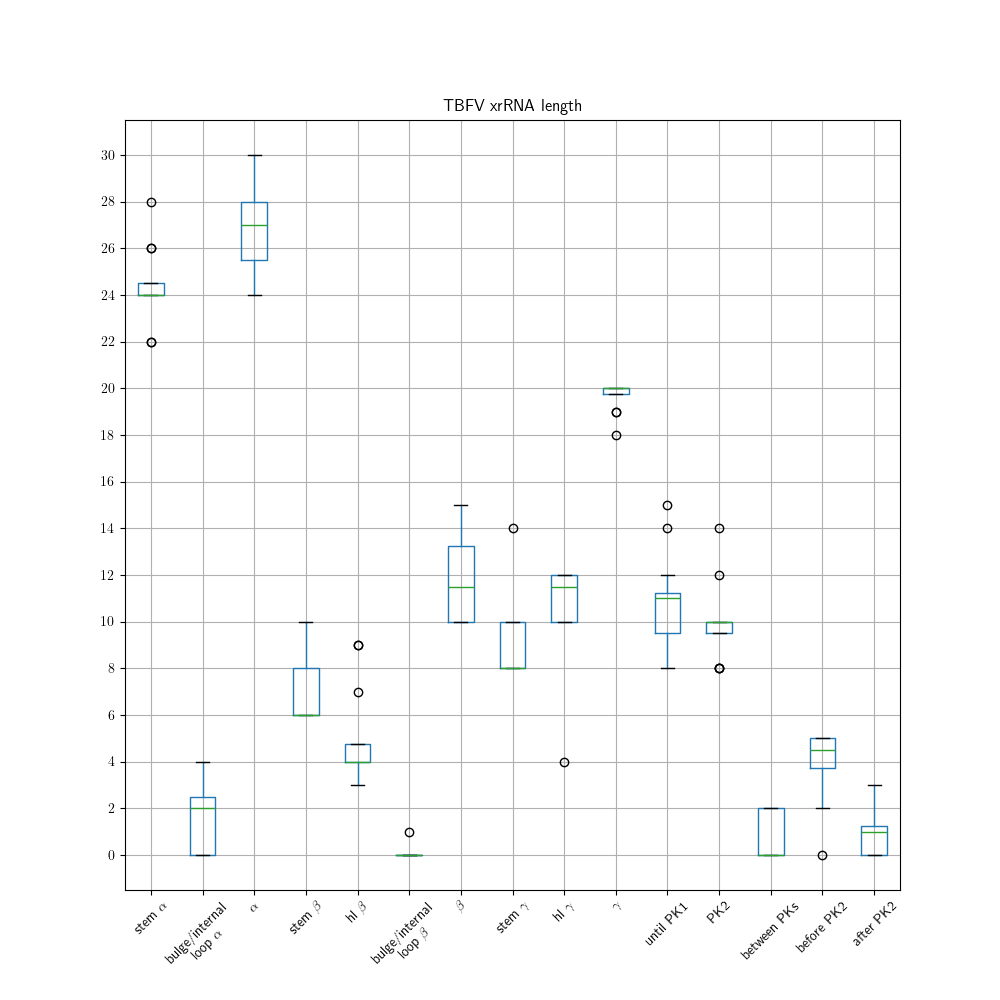 TBFV xrRNA length
30
28
26
24
22
20
18
16
14
12
10
8
6
4
2
0
stem α
bulge/internal
loop α
α
stem β
hl β
bulge/internal
loop β
β
stem γ
hl γ
γ
until PK1
PK2
between PKs
before PK2
after PK2